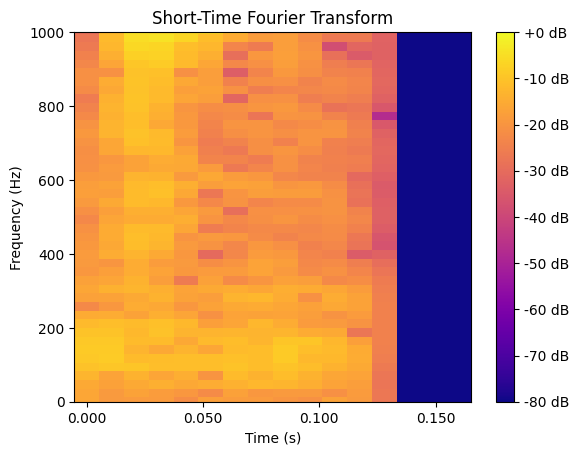 Short-Time Fourier Transform
1000
800
600
400
200
0
Frequency (Hz)
0.000
0.050
0.100
0.150
Time (s)
+0 dB
-10 dB
-20 dB
-30 dB
-40 dB
-50 dB
-60 dB
-70 dB
-80 dB